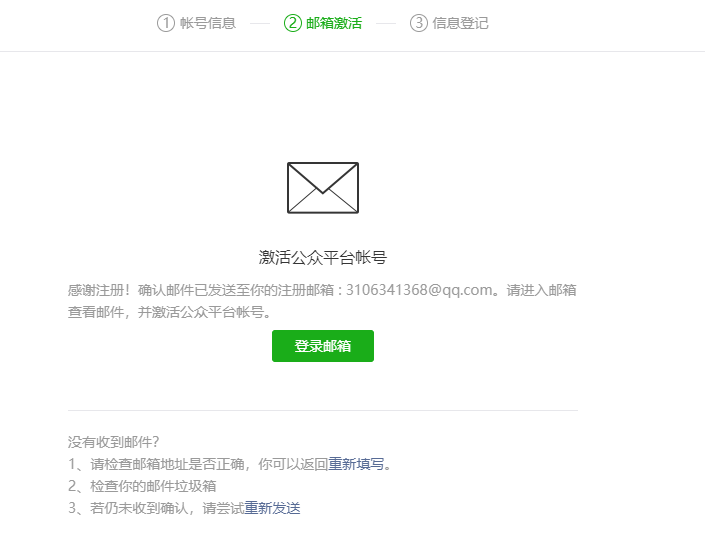 ① 帐号信息 ② 邮箱激活 ③ 信息登记
激活公众平台帐号
感谢注册！确认邮件已发送至你的注册邮箱 : 3106341368@qq.com。请进入邮箱
查看邮件，并激活公众平台帐号。
登录邮箱
没有收到邮件？
1、请检查邮箱地址是否正确，你可以返回重新填写。
2、检查你的邮件垃圾箱
3、若仍未收到确认，请尝试重新发送